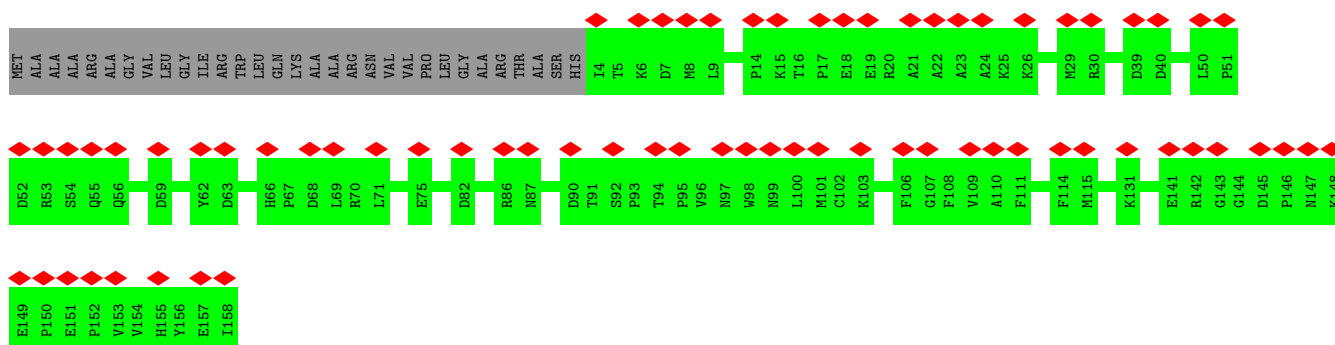 MET ALA ALA ALA ARG ALA GLY VAL LEU GLY ILE ARG TRP LEU GLN LYS ALA ALA ARG ASN VAL VAL PRO LEU GLY ALA ARG THR ALA SER HIS I4 T5 K6 D7 M8 L9 P14 K15 T16 P17 E18 E19 R20 A21 A22 A23 A24 K25 K26 M29 R30 D39 D40 L50 P51
D52 R53 S54 Q55 Q56 D59 Y62 D63 H66 P67 D68 L69 R70 L71 E75 D82 R86 N87 D90 T91 S92 P93 T94 P95 V96 N97 W98 N99 L100 M101 C102 K103 F106 G107 F108 V109 A110 F111 F114 M115 K131 E141 R142 G143 G144 D145 P146 N147 K148
E149 P150 E151 P152 V153 V154 H155 Y156 E157 I158